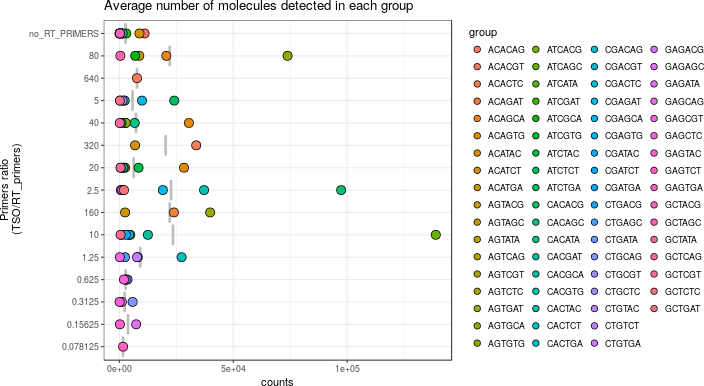 Average number of molecules detected in each group
Primers ratio
(TSO/RT_primers)
no_RT_PRIMERS
80
640
5
40
320
20
2.5
160
10
1.25
0.625
0.3125
0.15625
0.078125
0e+00
5e+04
1e+05
counts
group
ACACAG
ACACGT
ACACTC
ACAGAT
ACAGCA
ACAGTG
ACATAC
ACATCT
ACATGA
AGTACG
AGTAGC
AGTATA
AGTCAG
AGTCGT
AGTCTC
AGTGAT
AGTGCA
AGTGTG
ATCACG
ATCAGC
ATCATA
ATCGAT
ATCGCA
ATCGTG
ATCTAC
ATCTCT
ATCTGA
CACACG
CACAGC
CACATA
CACGAT
CACGCA
CACGTG
CACTAC
CACTCT
CACTGA
CGACAG
CGACGT
CGACTC
CGAGAT
CGAGCA
CGAGTG
CGATAC
CGATCT
CGATGA
CTGACG
CTGAGC
CTGATA
CTGCAG
CTGCGT
CTGCTC
CTGTAC
CTGTCT
CTGTGA
GAGACG
GAGAGC
GAGATA
GAGCAG
GAGCGT
GAGCTC
GAGTAC
GAGTCT
GAGTGA
GCTACG
GCTAGC
GCTATA
GCTCAG
GCTCGT
GCTCTC
GCTGAT